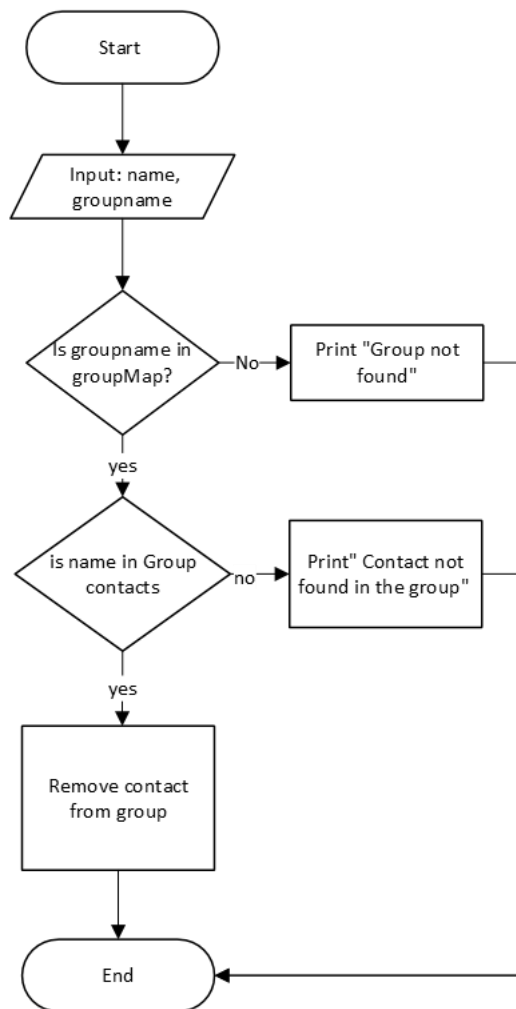 Start
Input: name,
groupname
Is groupname in
groupMap?
No
Print "Group not
found"
yes
is name in Group
contacts
no
Print" Contact not
found in the group"
yes
Remove contact
from group
End